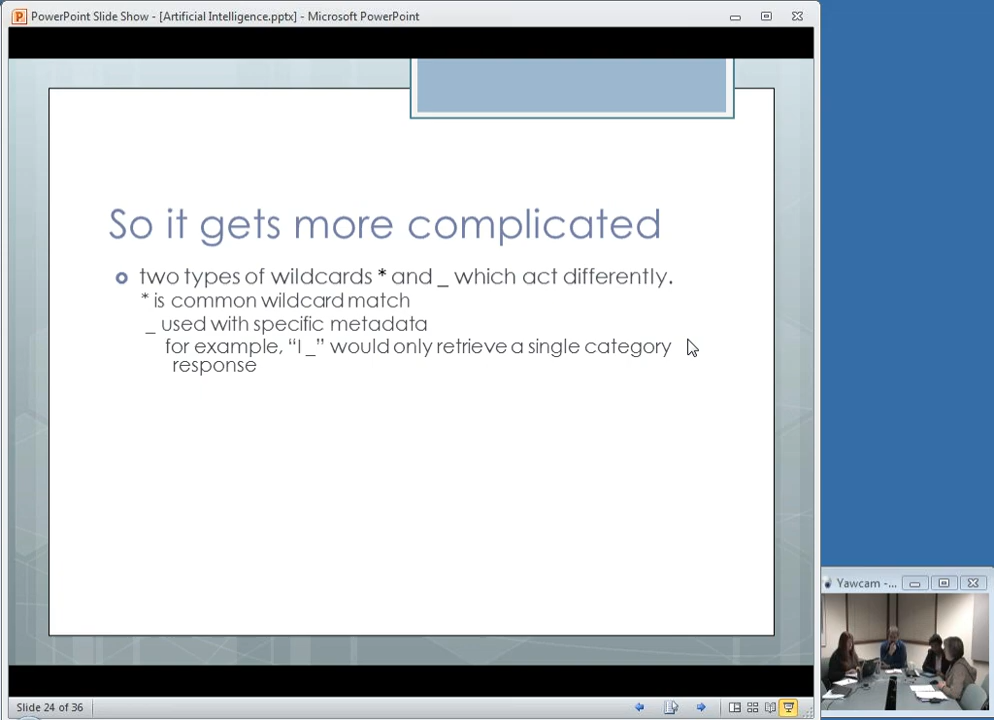 PowerPoint Slide Show - [Artificial Intelligence.pptx] - Microsoft PowerPoint
So it gets more complicated
two types of wildcards * and _ which act differently.
* is common wildcard match
_ used with specific metadata
for example, “I _” would only retrieve a single category
response
Yawcam -...
Slide 24 of 36